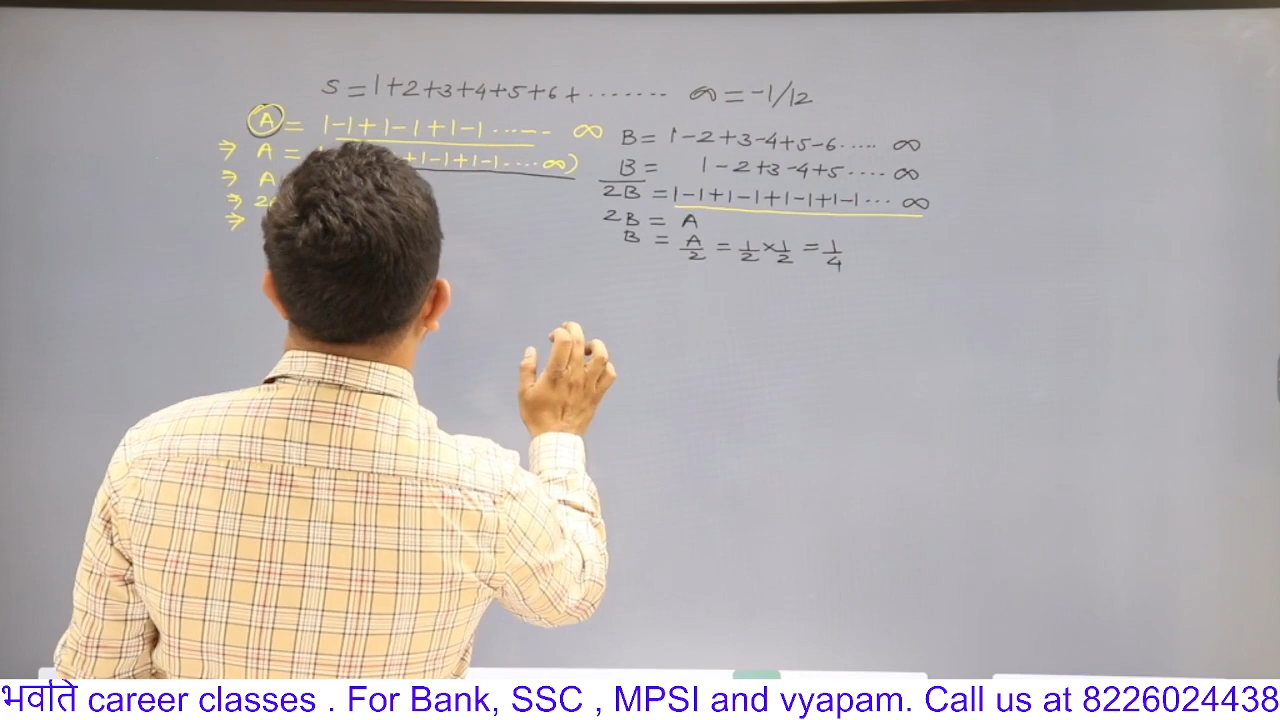 S = 1+2+3+4+5+6+....... ∞ = -1/12
A = 1-1+1-1+1-1...... ∞
⇒ A = +1-1+1-1....∞)
⇒ A
⇒ 2
⇒
B = 1-2+3-4+5-6..... ∞
B = 1-2+3-4+5.... ∞
2B = 1-1+1-1+1-1+1-1... ∞
2B = A
B = A/2 = 1/2 × 1/2 = 1/4
भर्वाते career classes . For Bank, SSC , MPSI and vyapam. Call us at 8226024438